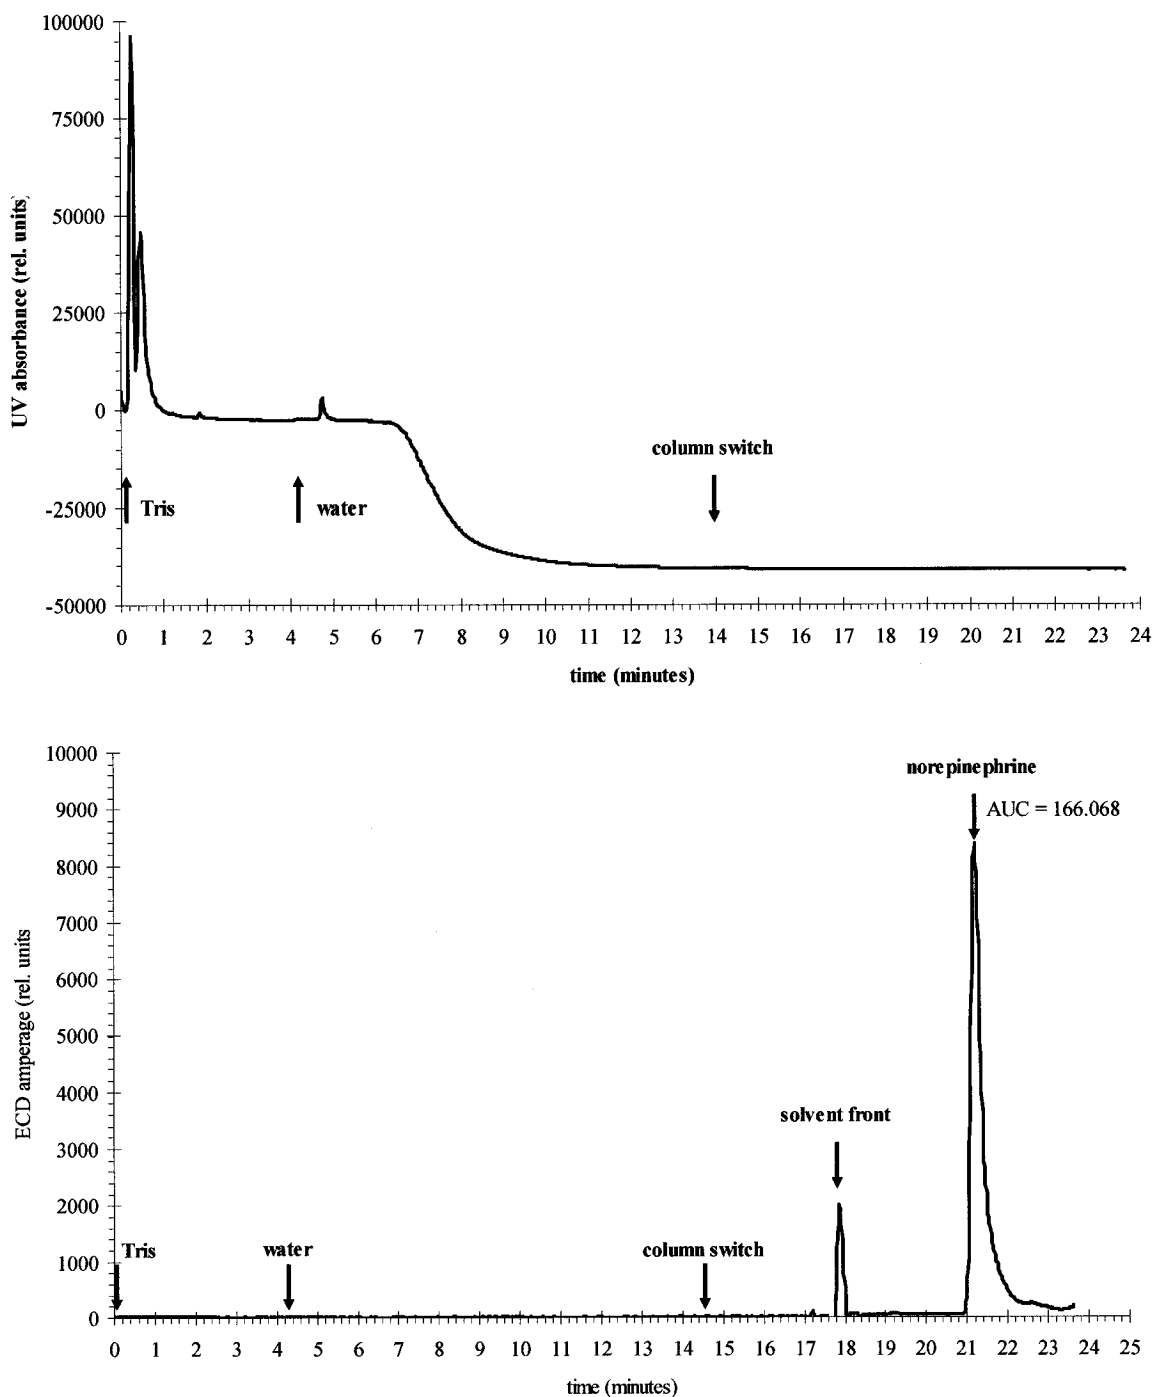 100000
75000
50000
25000
0
-25000
-50000
UV absorbance (rel. units)
column switch
Tris
water
0 1 2 3 4 5 6 7 8 9 10 11 12 13 14 15 16 17 18 19 20 21 22 23 24
time (minutes)
10000
9000
8000
7000
6000
5000
4000
3000
2000
1000
0
ECD amperage (rel. units
norepinephrine
AUC = 166.068
solvent front
Tris
water
column switch
0 1 2 3 4 5 6 7 8 9 10 11 12 13 14 15 16 17 18 19 20 21 22 23 24 25
time (minutes)